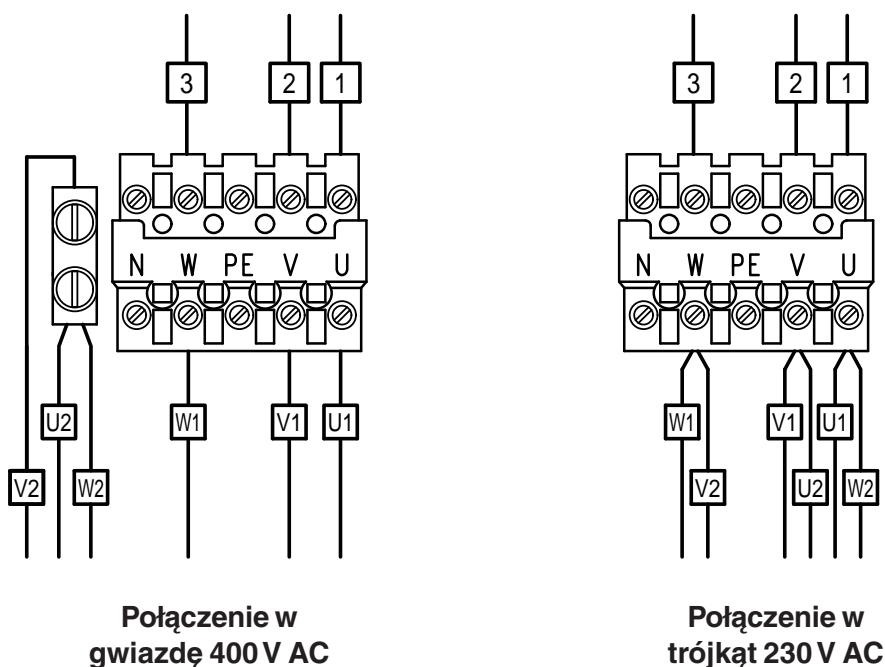 3 2 1
3 2 1
N W PE V U
N W PE V U
U2 W1 V1 U1
W1 V1 U1
V2 W2
V2 U2 W2
Połączenie w
gwiazdę 400 V AC
Połączenie w
trójkąt 230 V AC